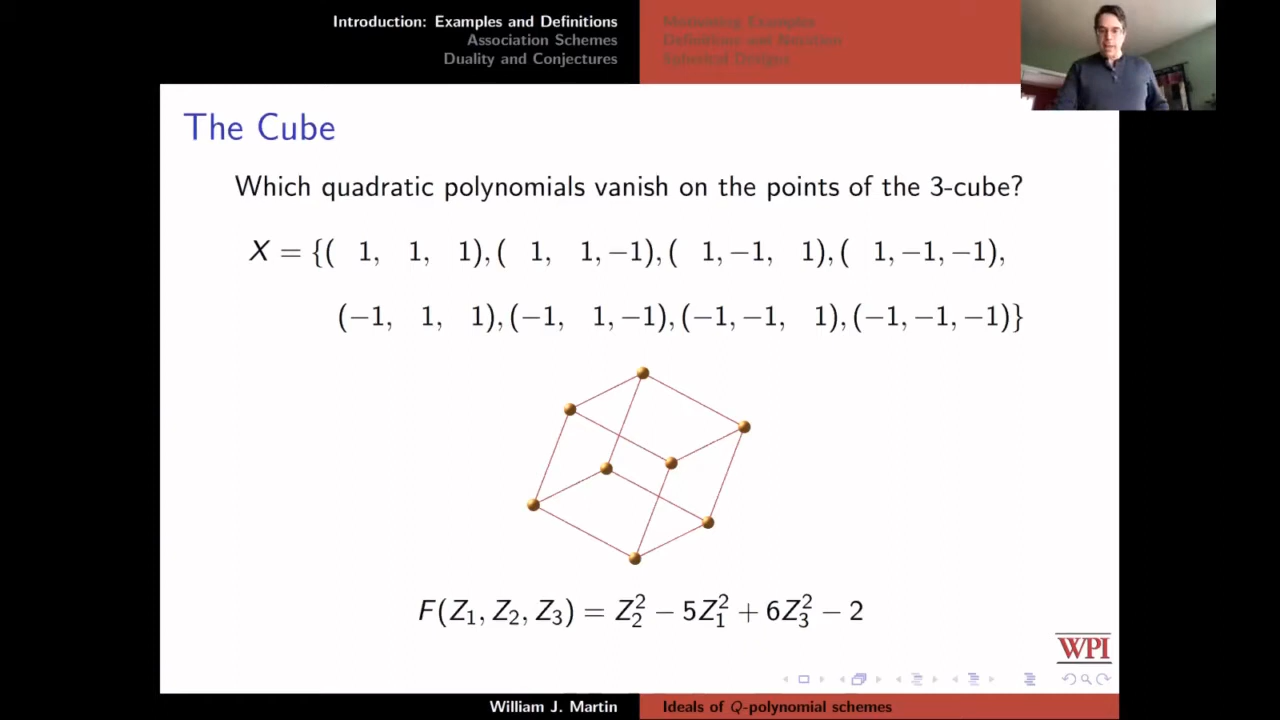 Introduction: Examples and Definitions
Association Schemes
Duality and Conjectures
Motivating Examples
Definitions and Notation
Spherical Designs
The Cube
Which quadratic polynomials vanish on the points of the 3-cube?
X = {( 1, 1, 1), ( 1, 1, −1), ( 1, −1, 1), ( 1, −1, −1),
(−1, 1, 1), (−1, 1, −1), (−1, −1, 1), (−1, −1, −1)}
F(Z₁, Z₂, Z₃) = Z₂² − 5Z₁² + 6Z₃² − 2
WPI
William J. Martin
Ideals of Q-polynomial schemes